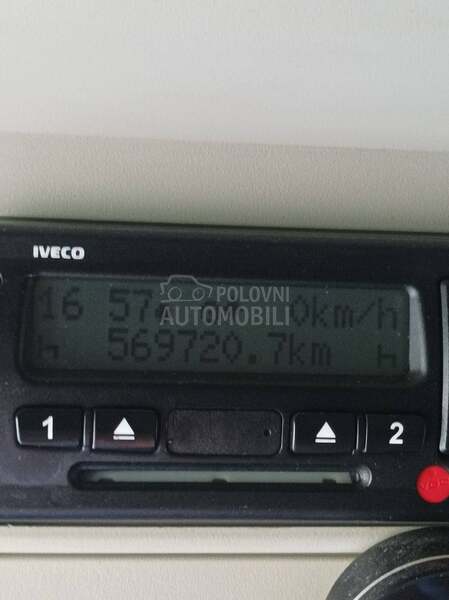 IVECO
16 57 0km/h
569720.7km
1 2
POLOVNI
AUTOMOBILI